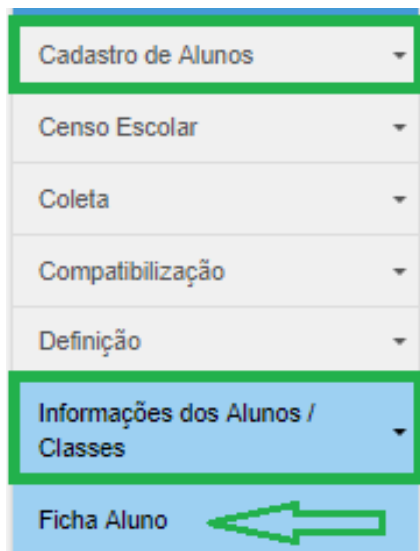 Cadastro de Alunos
Censo Escolar
Coleta
Compatibilização
Definição
Informações dos Alunos /
Classes
Ficha Aluno